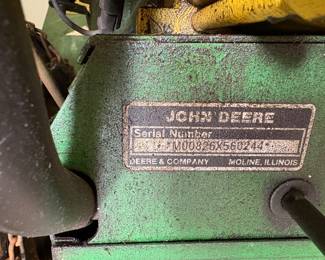 JOHN DEERE
Serial Number
*M00826X560244*
DEERE & COMPANY MOLINE, ILLINOIS